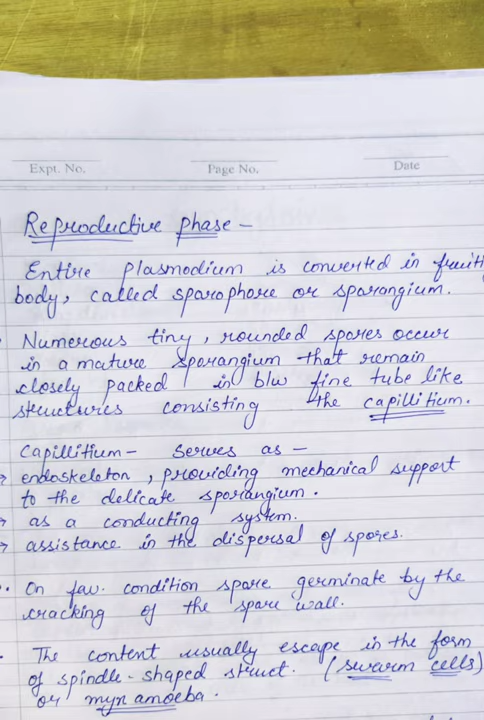 Expt. No.
Page No.
Date
Reproductive phase -
Entire plasmodium is converted in fruiti
body, called sporophore or sporangium.
Numerous tiny, rounded spores occur
in a mature sporangium that remain
closely packed in b/w fine tube like
structures consisting the capillitium.
Capillitium - Serves as -
→ endoskeleton, providing mechanical support
to the delicate sporangium.
→ as a conducting system.
→ assistance in the dispersal of spores.
• On fav. condition spore germinate by the
cracking of the spore wall.
• The content usually escape in the form
of spindle-shaped struct. (swarm cells)
or myxamoeba.